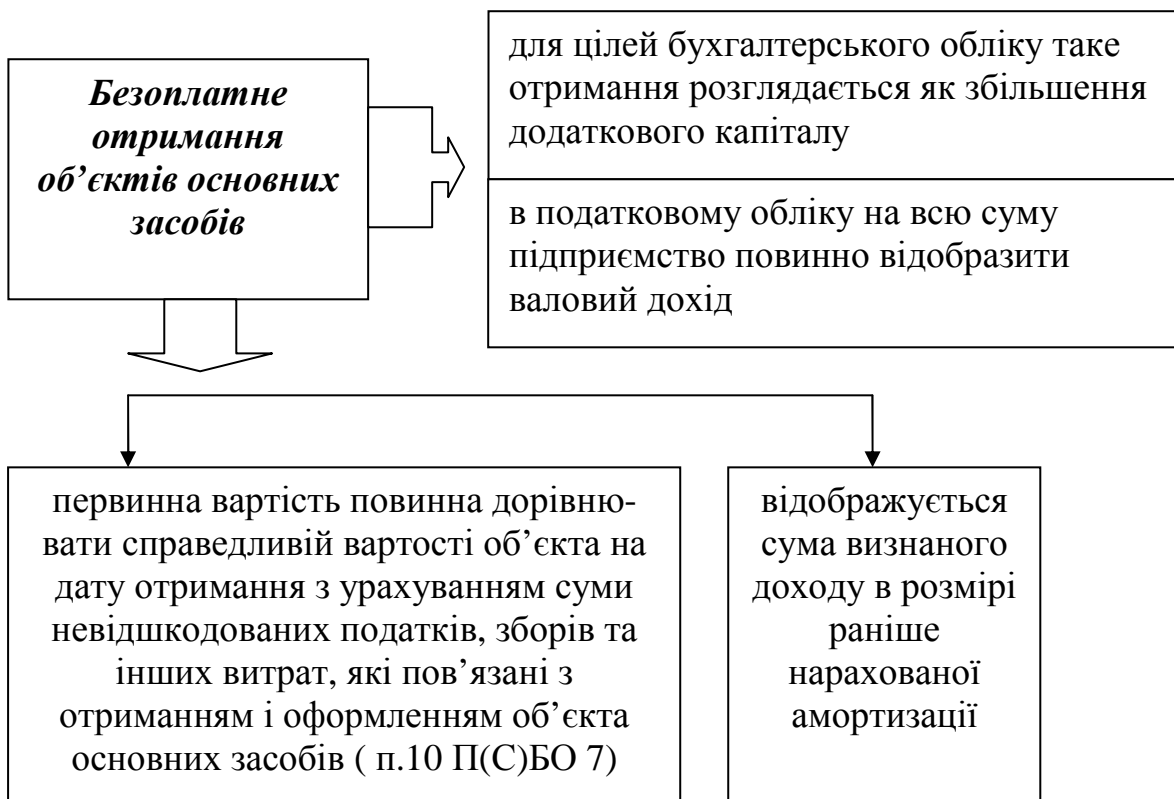 Безоплатне
отримання
об’єктів основних
засобів
для цілей бухгалтерського обліку таке
отримання розглядається як збільшення
додаткового капіталу
в податковому обліку на всю суму
підприємство повинно відобразити
валовий дохід
первинна вартість повинна дорівню-
вати справедливій вартості об’єкта на
дату отримання з урахуванням суми
невідшкодованих податків, зборів та
інших витрат, які пов’язані з
отриманням і оформленням об’єкта
основних засобів ( п.10 П(С)БО 7)
відображується
сума визнаного
доходу в розмірі
раніше
нарахованої
амортизації